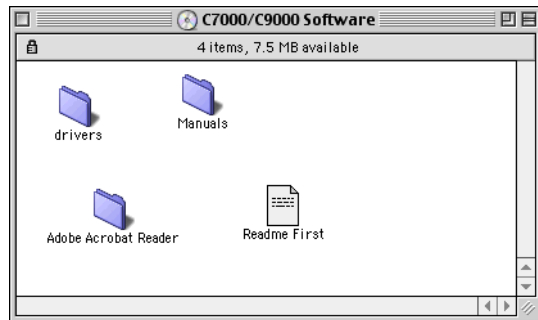 C7000/C9000 Software
4 items, 7.5 MB available
drivers
Manuals
Adobe Acrobat Reader
Readme First